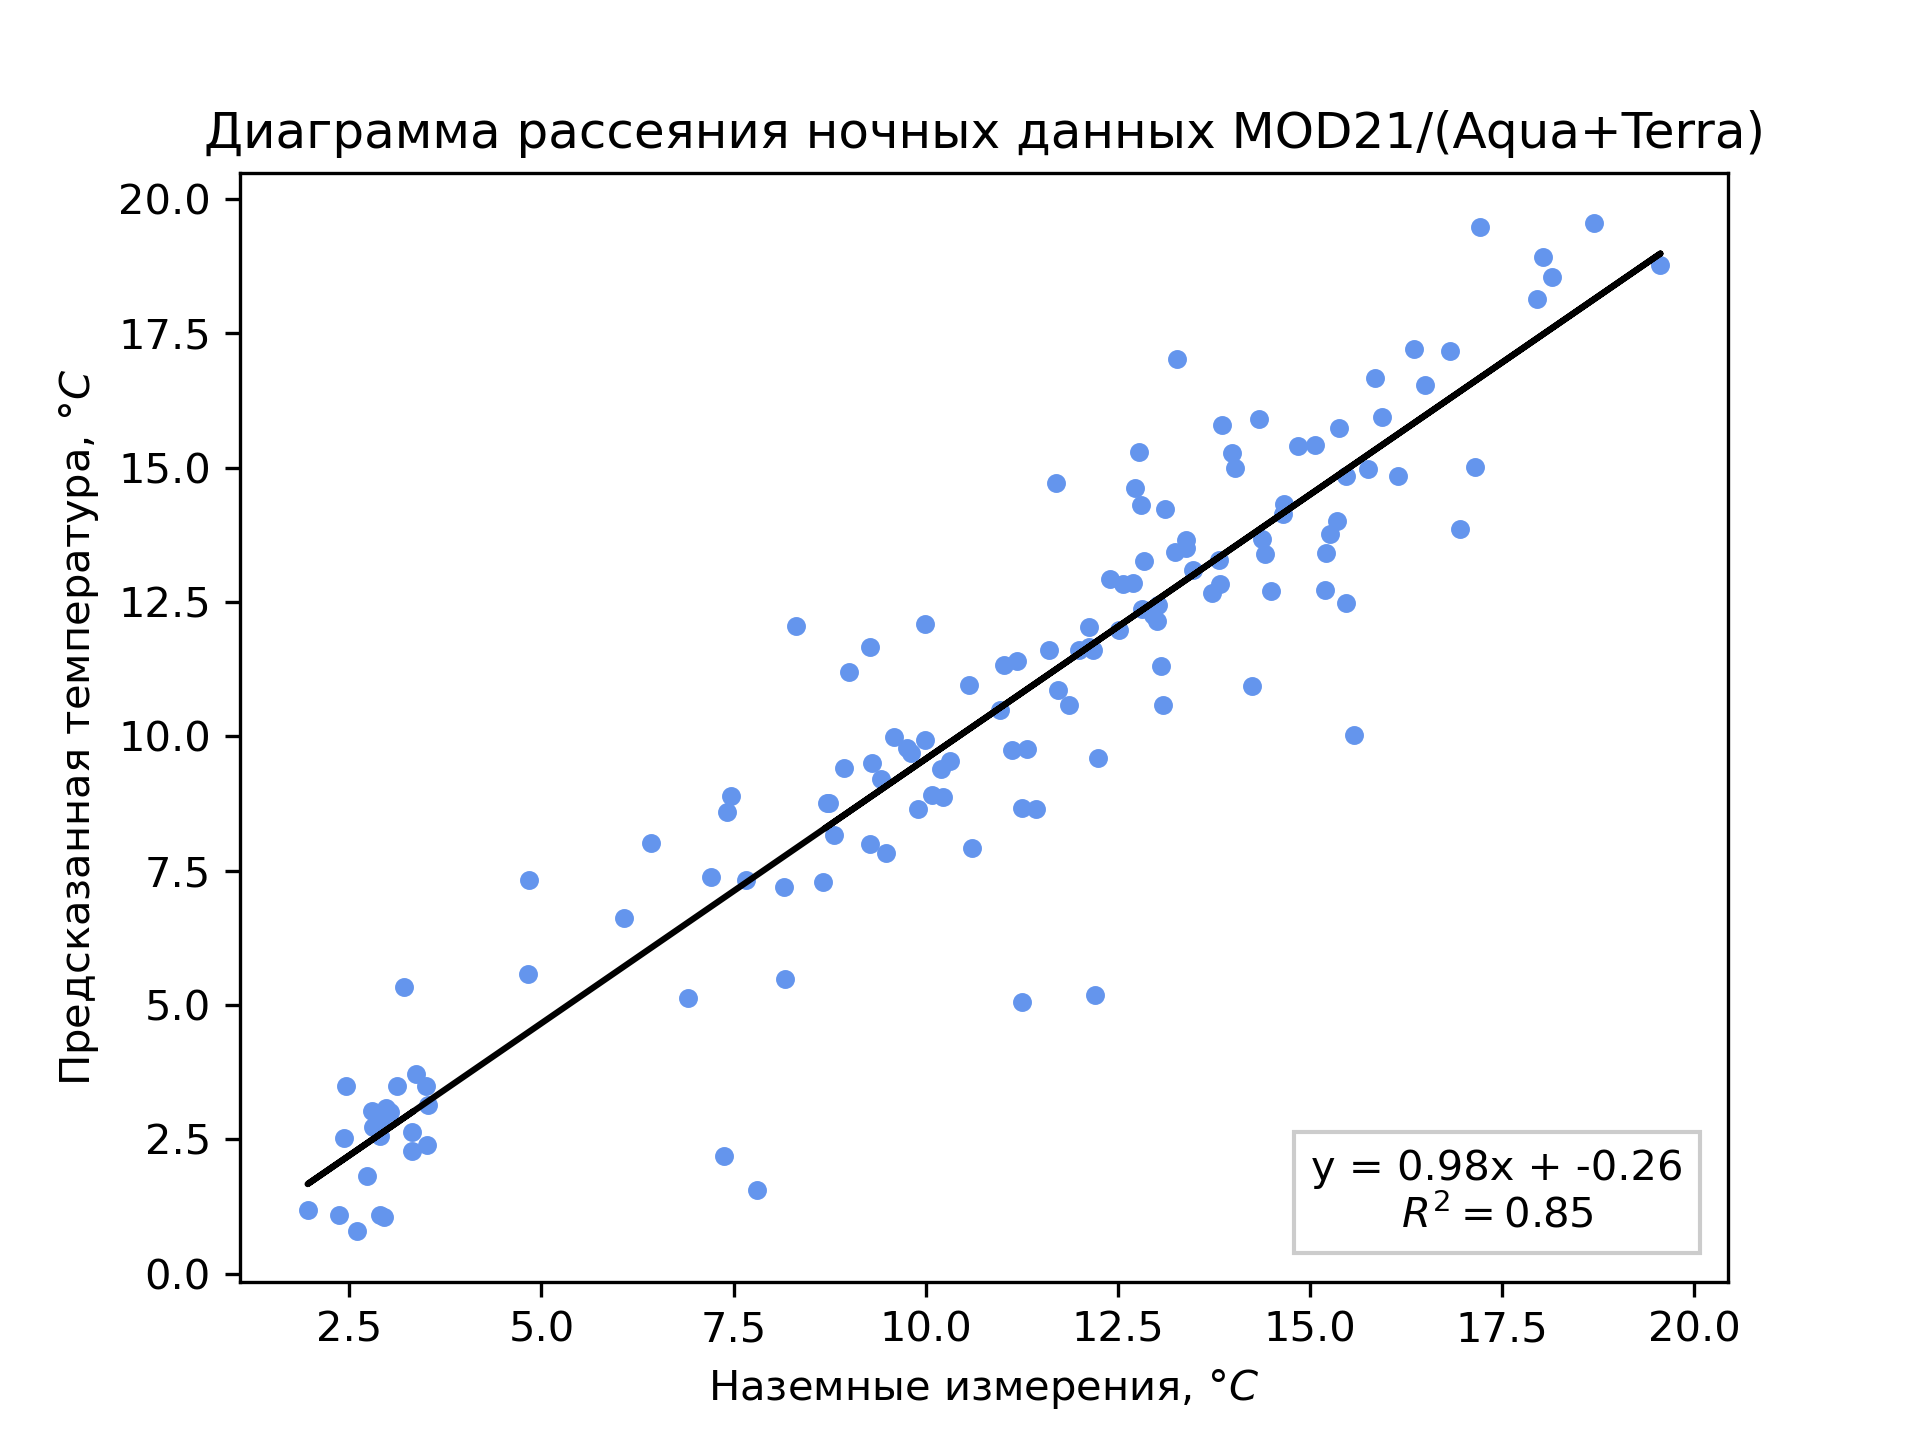 Диаграмма рассеяния ночных данных MOD21/(Aqua+Terra)
20.0
17.5
15.0
12.5
10.0
7.5
5.0
2.5
0.0
Предсказанная температура, °C
y = 0.98x + -0.26
R² = 0.85
2.5 5.0 7.5 10.0 12.5 15.0 17.5 20.0
Наземные измерения, °C